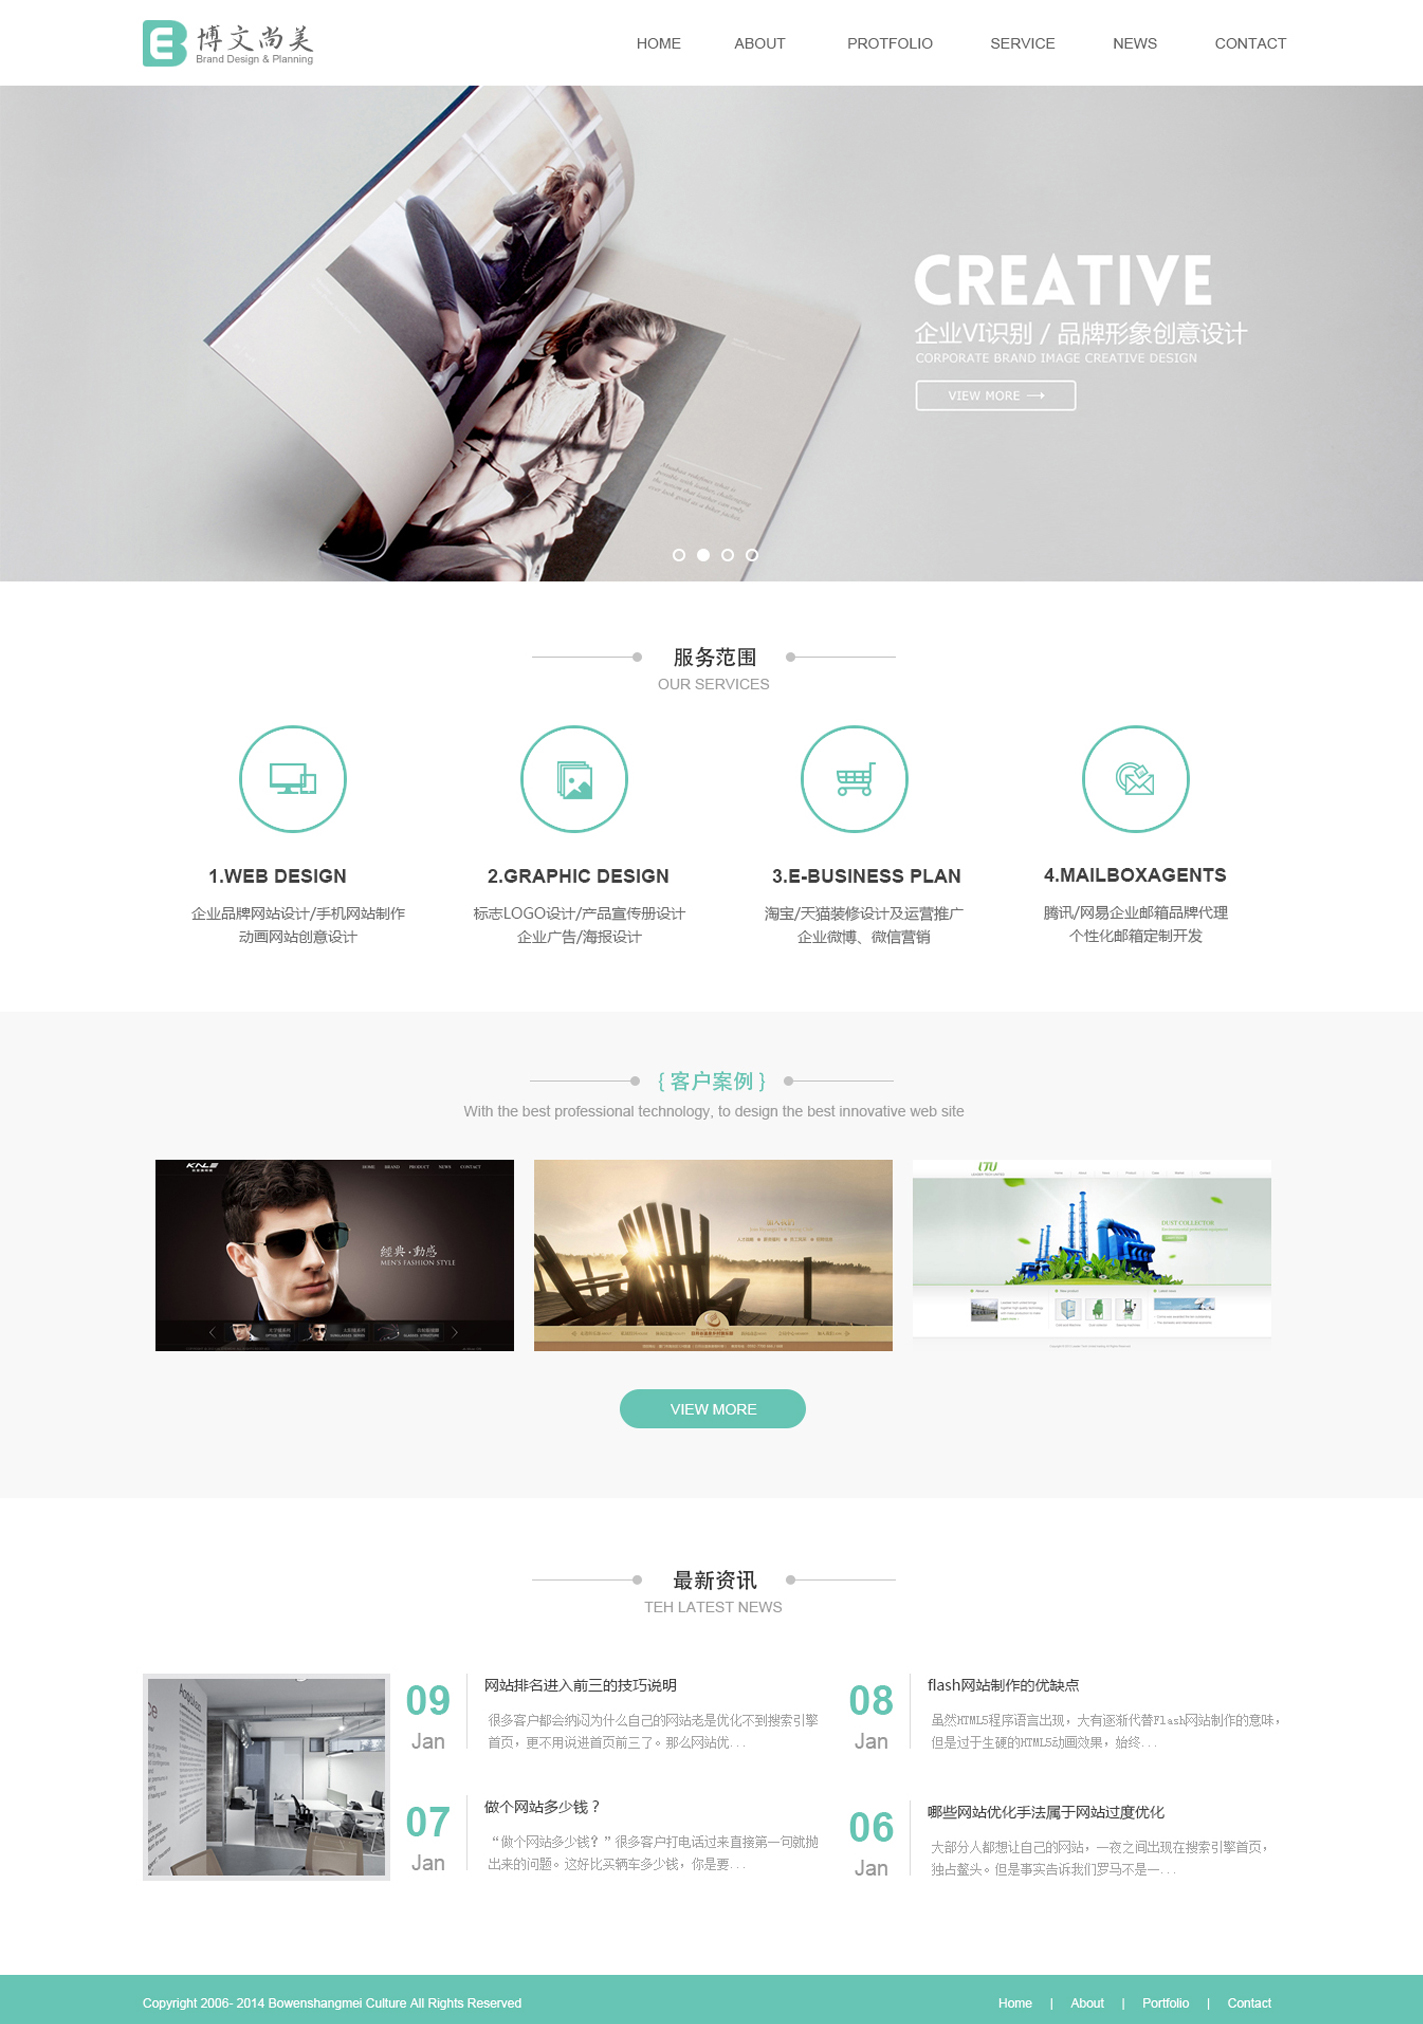 博文尚美
Brand Design & Planning
HOME ABOUT PROTFOLIO SERVICE NEWS CONTACT
CREATIVE
企业VI识别 / 品牌形象创意设计
CORPORATE BRAND IMAGE CREATIVE DESIGN
VIEW MORE →
服务范围
OUR SERVICES
1.WEB DESIGN
企业品牌网站设计/手机网站制作
动画网站创意设计
2.GRAPHIC DESIGN
标志LOGO设计/产品宣传册设计
企业广告/海报设计
3.E-BUSINESS PLAN
淘宝/天猫装修设计及运营推广
企业微博、微信营销
4.MAILBOXAGENTS
腾讯/网易企业邮箱品牌代理
个性化邮箱定制开发
{ 客户案例 }
With the best professional technology, to design the best innovative web site
KNLE
HOME BRAND PRODUCT NEWS CONTACT
經典·動感
MEN'S FASHION STYLE
LTU
DUST COLLECTOR
VIEW MORE
最新资讯
TEH LATEST NEWS
09
Jan
网站排名进入前三的技巧说明
很多客户都会纳闷为什么自己的网站老是优化不到搜索引擎
首页，更不用说进首页前三了。那么网站优...
08
Jan
flash网站制作的优缺点
虽然HTML5程序语言出现，大有逐渐代替Flash网站制作的意味，
但是过于生硬的HTML5动画效果，始终...
07
Jan
做个网站多少钱？
“做个网站多少钱？”很多客户打电话过来直接第一句就抛
出来的问题。这好比买辆车多少钱，你是要...
06
Jan
哪些网站优化手法属于网站过度优化
大部分人都想让自己的网站，一夜之间出现在搜索引擎首页，
独占鳌头。但是事实告诉我们罗马不是一...
Copyright 2006- 2014 Bowenshangmei Culture All Rights Reserved
Home | About | Portfolio | Contact